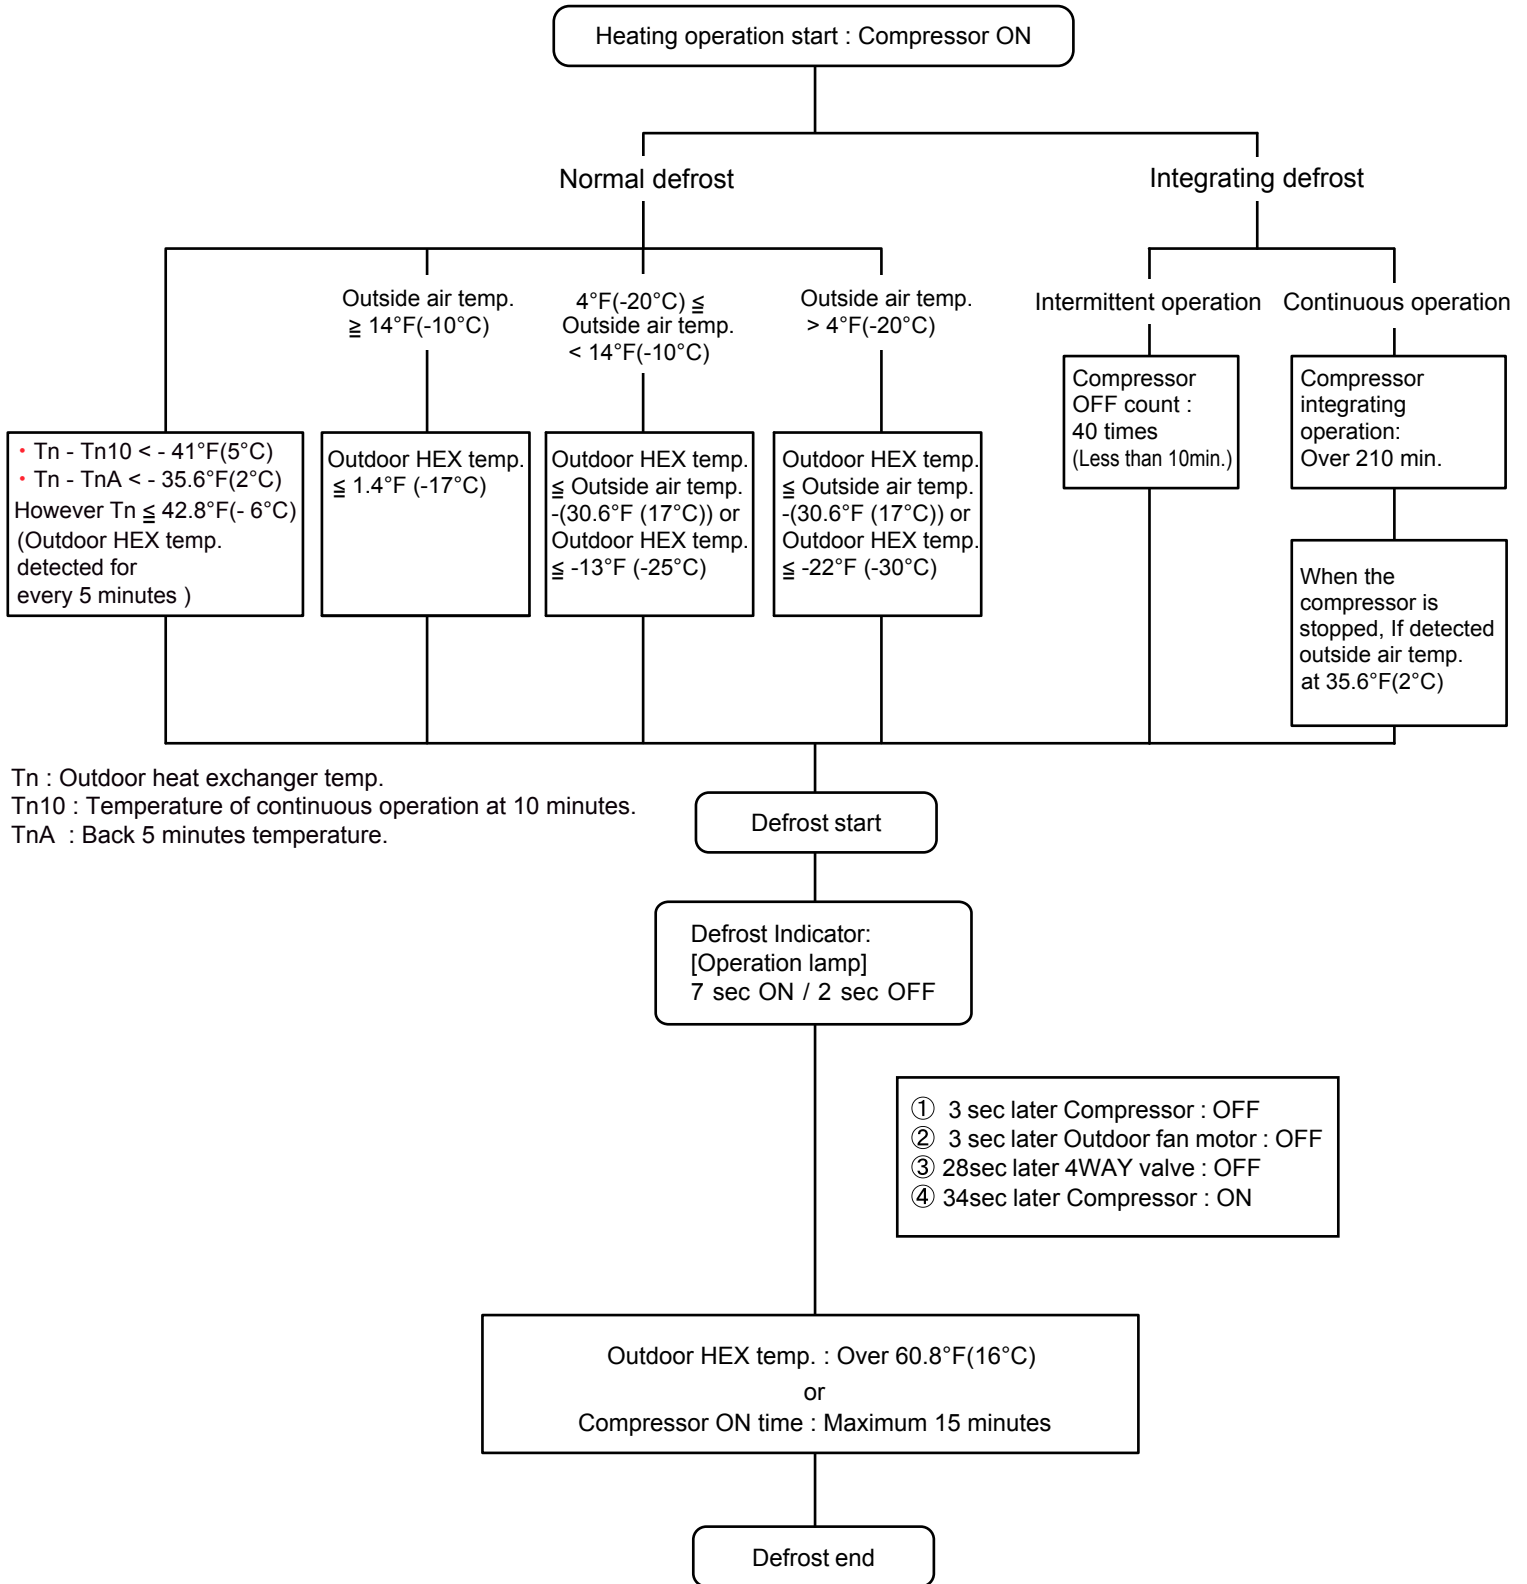 Heating operation start : Compressor ON
Normal defrost
Integrating defrost
Outside air temp.
≧ 14°F(-10°C)
4°F(-20°C) ≦
Outside air temp.
< 14°F(-10°C)
Outside air temp.
> 4°F(-20°C)
Intermittent operation
Continuous operation
・Tn - Tn10 < - 41°F(5°C)
・Tn - TnA < - 35.6°F(2°C)
However Tn ≦ 42.8°F(- 6°C)
(Outdoor HEX temp.
detected for
every 5 minutes )
Outdoor HEX temp.
≦ 1.4°F (-17°C)
Outdoor HEX temp.
≦ Outside air temp.
-(30.6°F (17°C)) or
Outdoor HEX temp.
≦ -13°F (-25°C)
Outdoor HEX temp.
≦ Outside air temp.
-(30.6°F (17°C)) or
Outdoor HEX temp.
≦ -22°F (-30°C)
Compressor
OFF count :
40 times
(Less than 10min.)
Compressor
integrating
operation:
Over 210 min.
When the
compressor is
stopped, If detected
outside air temp.
at 35.6°F(2°C)
Tn : Outdoor heat exchanger temp.
Tn10 : Temperature of continuous operation at 10 minutes.
TnA : Back 5 minutes temperature.
Defrost start
Defrost Indicator:
[Operation lamp]
7 sec ON / 2 sec OFF
① 3 sec later Compressor : OFF
② 3 sec later Outdoor fan motor : OFF
③ 28sec later 4WAY valve : OFF
④ 34sec later Compressor : ON
Outdoor HEX temp. : Over 60.8°F(16°C)
or
Compressor ON time : Maximum 15 minutes
Defrost end